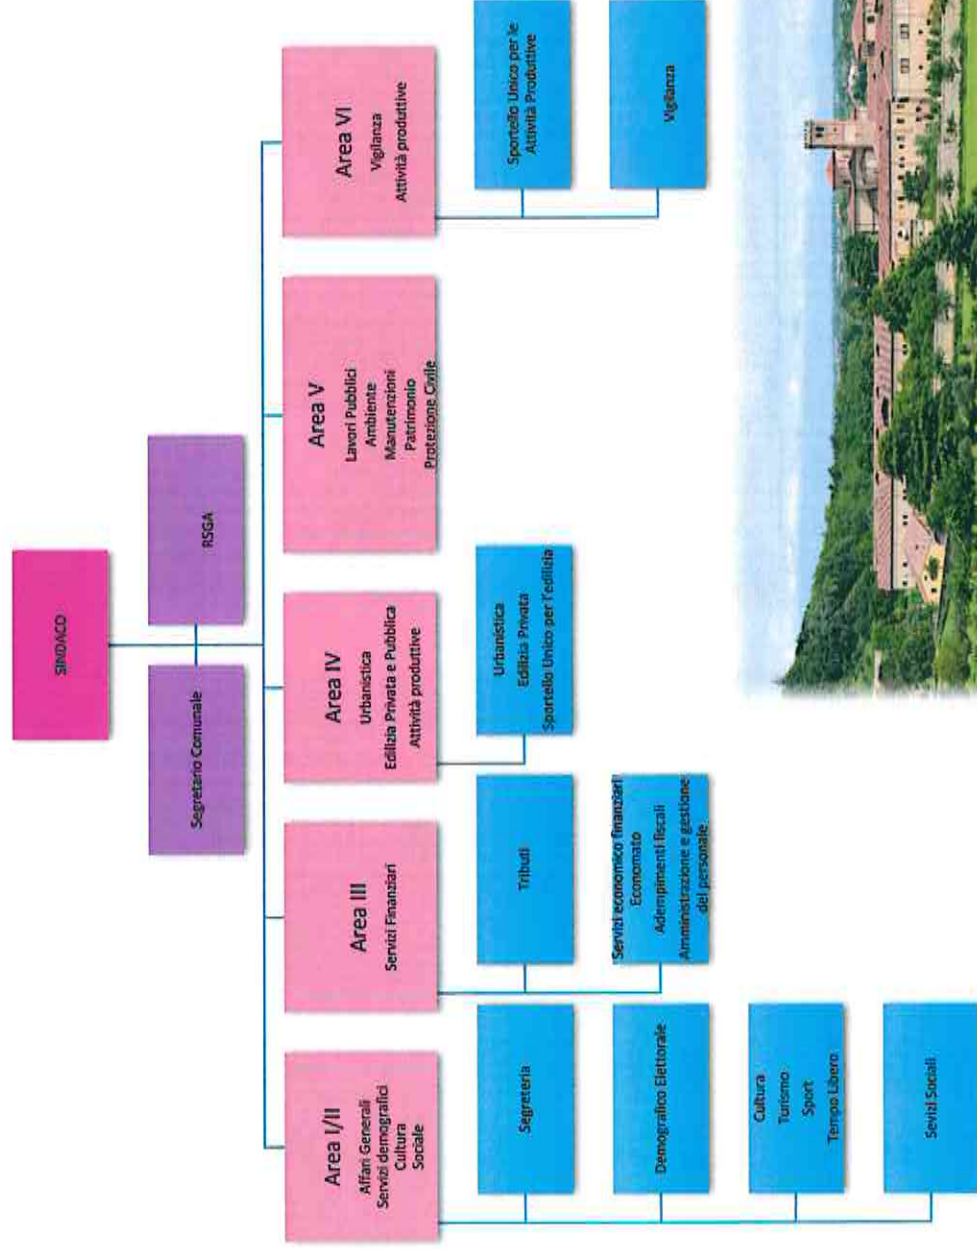 SINDACO
Segretario Comunale
RSGA
Area I/II
Affari Generali
Servizi demografici
Cultura
Sociale
Segreteria
Demografico Elettorale
Cultura
Turismo
Sport
Tempo Libero
Sevizi Sociali
Area III
Servizi Finanziari
Tributi
Servizi economico finanziari
Economato
Adempimenti fiscali
Amministrazione e gestione
del personale
Area IV
Urbanistica
Edilizia Privata e Pubblica
Attività produttive
Urbanistica
Edilizia Privata
Sportello Unico per l'edilizia
Area V
Lavori Pubblici
Ambiente
Manutenzioni
Patrimonio
Protezione Civile
Area VI
Vigilanza
Attività produttive
Sportello Unico per le
Attività Produttive
Vigilanza